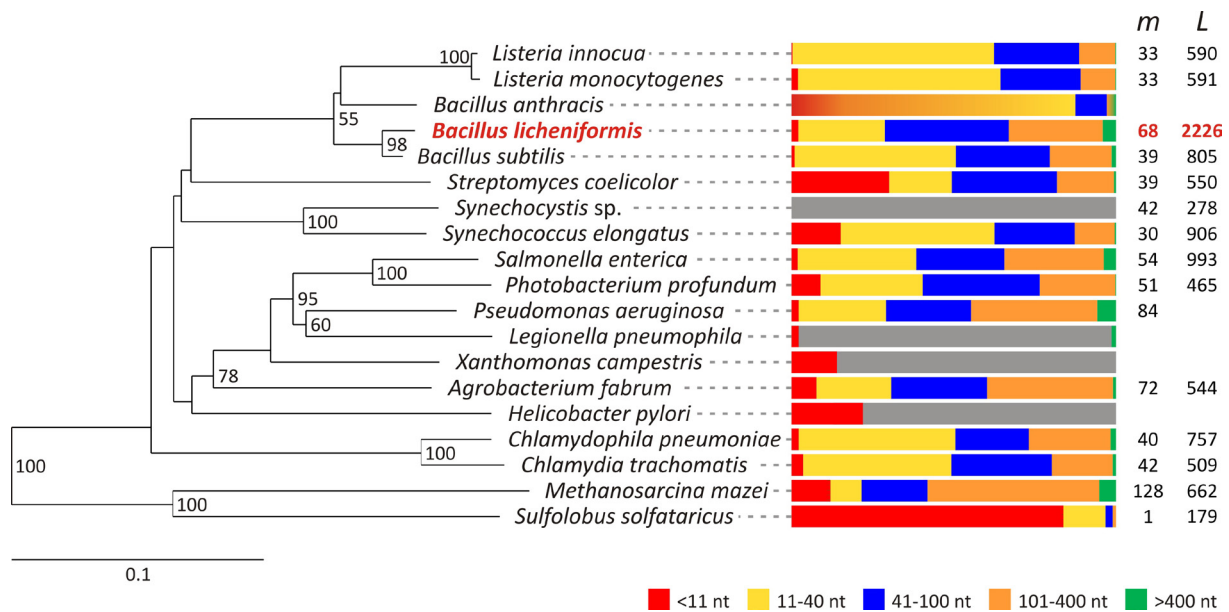 m L
100 Listeria innocua 33 590
Listeria monocytogenes 33 591
Bacillus anthracis
55
Bacillus licheniformis 68 2226
98
Bacillus subtilis 39 805
Streptomyces coelicolor 39 550
Synechocystis sp. 42 278
100
Synechococcus elongatus 30 906
Salmonella enterica 54 993
100
Photobacterium profundum 51 465
95
Pseudomonas aeruginosa 84
60
Legionella pneumophila
Xanthomonas campestris
78
Agrobacterium fabrum 72 544
Helicobacter pylori
Chlamydophila pneumoniae 40 757
100
Chlamydia trachomatis 42 509
100
Methanosarcina mazei 128 662
100
Sulfolobus solfataricus 1 179
0.1
<11 nt 11-40 nt 41-100 nt 101-400 nt >400 nt